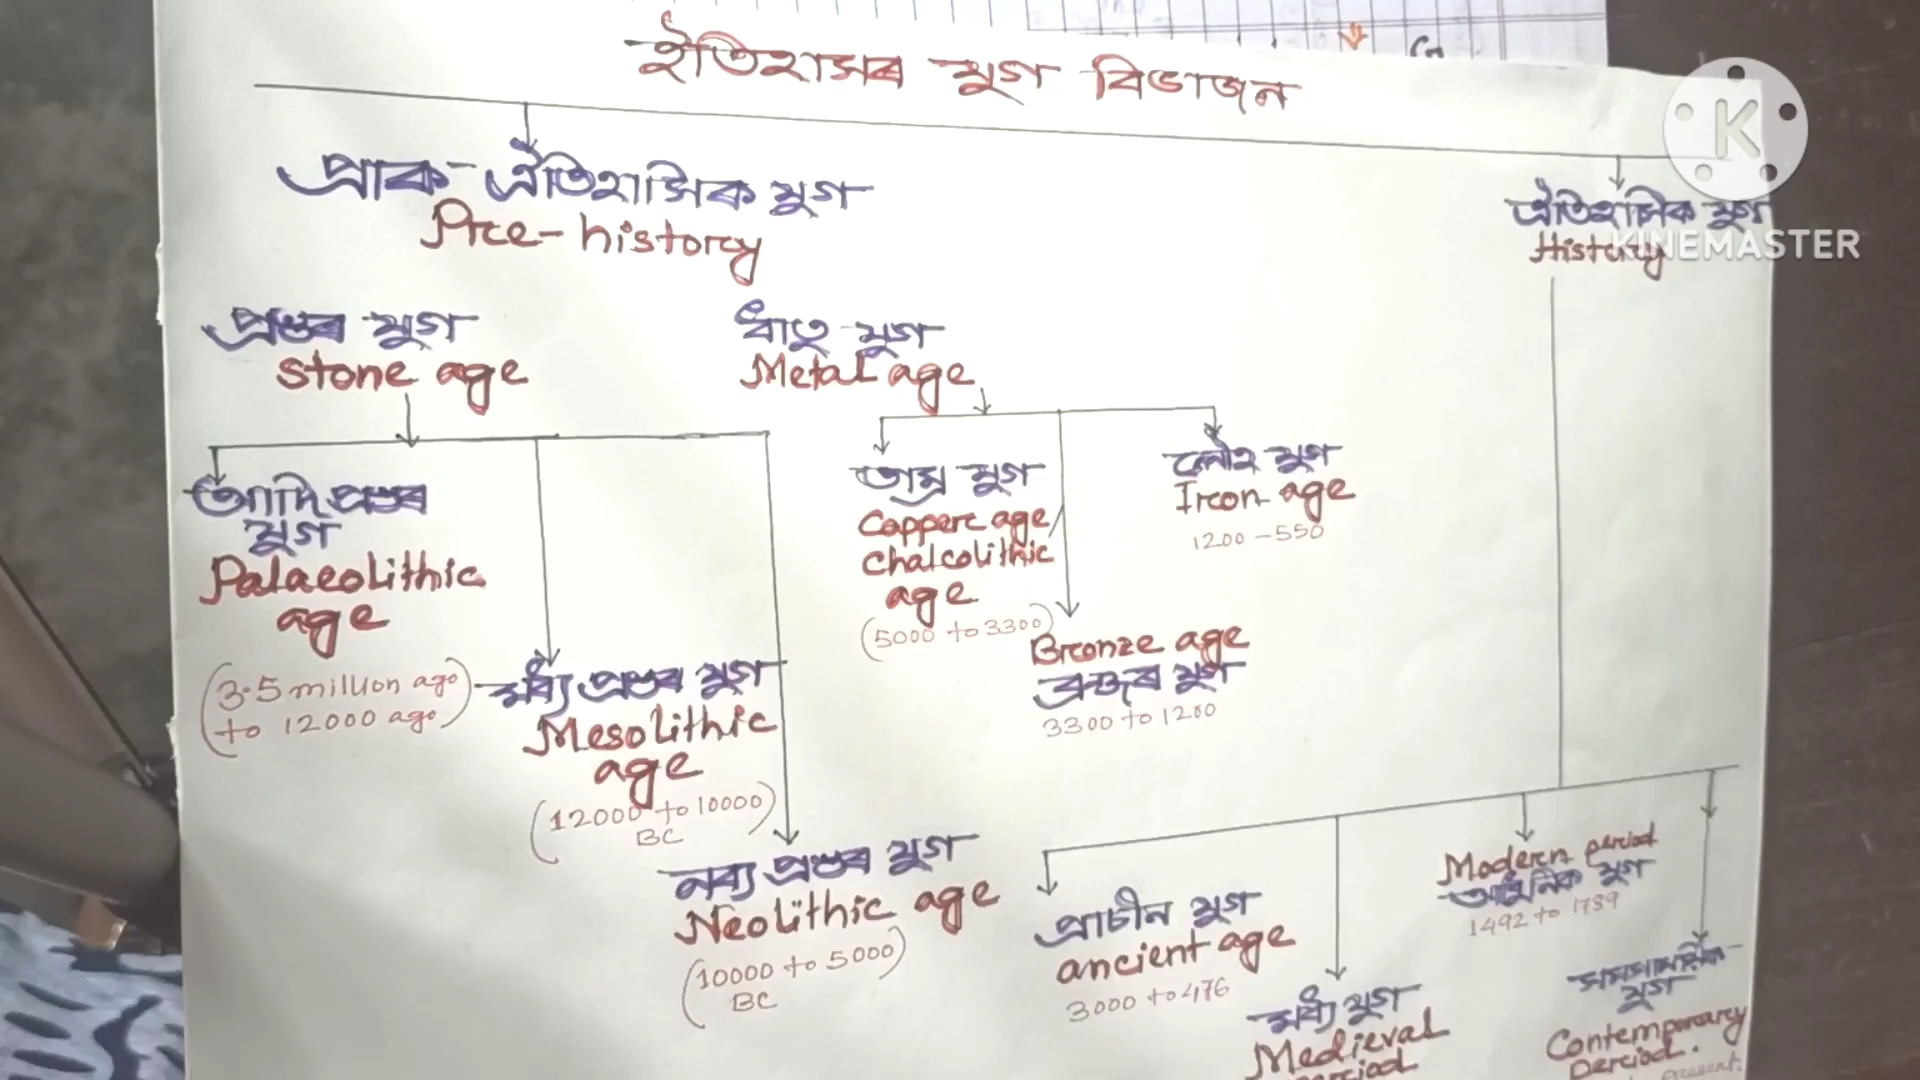 ইতিহাসৰ যুগ বিভাজন
প্ৰাক-ঐতিহাসিক যুগ
Pre-history
ঐতিহাসিক যুগ
History
K
KINEMASTER
প্ৰস্তৰ যুগ
Stone age
ধাতু যুগ
Metal age
আদি প্ৰস্তৰ
যুগ
Palaeolithic
age
(3.5 million ago
to 12000 ago)
মধ্য প্ৰস্তৰ যুগ
Mesolithic
age
(12000 to 10000)
BC
নব্য প্ৰস্তৰ যুগ
Neolithic age
(10000 to 5000)
BC
তাম্ৰ যুগ
Copper age/
Chalcolithic
age
(5000 to 3300)
Bronze age
ব্ৰঞ্জৰ যুগ
3300 to 1200
লৌহ যুগ
Iron age
1200-550
প্ৰাচীন যুগ
ancient age
3000 to 476
মধ্য যুগ
Medieval
Period
Modern period
আধুনিক যুগ
1492 to 1789
সমসাময়িক
যুগ
Contemporary
Period.
present.